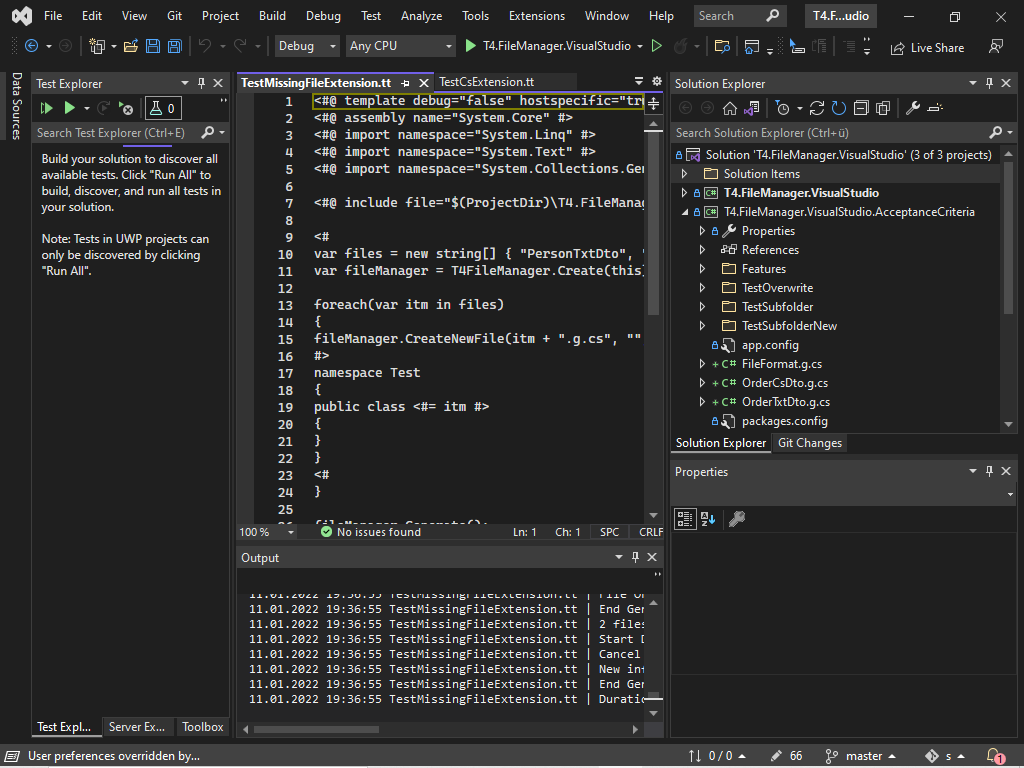 File Edit View Git Project Build Debug Test Analyze Tools Extensions Window Help Search T4.F...udio
Debug Any CPU T4.FileManager.VisualStudio Live Share
Data Sources
Test Explorer
0
Search Test Explorer (Ctrl+E)
Build your solution to discover all
available tests. Click "Run All" to
build, discover, and run all tests in
your solution.
Note: Tests in UWP projects can
only be discovered by clicking
"Run All".
Test Expl... Server Ex... Toolbox
TestMissingFileExtension.tt TestCsExtension.tt
1 <#@ template debug="false" hostspecific="tr
2 <#@ assembly name="System.Core" #>
3 <#@ import namespace="System.Linq" #>
4 <#@ import namespace="System.Text" #>
5 <#@ import namespace="System.Collections.Gen
6
7 <#@ include file="$(ProjectDir)\T4.FileMana
8
9 <#
10 var files = new string[] { "PersonTxtDto", "
11 var fileManager = T4FileManager.Create(this)
12
13 foreach(var itm in files)
14 {
15 fileManager.CreateNewFile(itm + ".g.cs", ""
16 #>
17 namespace Test
18 {
19 public class <#= itm #>
20 {
21 }
22 }
23 <#
24 }
25
26 fileManager.Generate();
100 % No issues found Ln: 1 Ch: 1 SPC CRLF
Output
11.01.2022 19:36:55 TestMissingFileExtension.tt | File Or
11.01.2022 19:36:55 TestMissingFileExtension.tt | End Gen
11.01.2022 19:36:55 TestMissingFileExtension.tt | 2 files
11.01.2022 19:36:55 TestMissingFileExtension.tt | Start D
11.01.2022 19:36:55 TestMissingFileExtension.tt | Cancel
11.01.2022 19:36:55 TestMissingFileExtension.tt | New int
11.01.2022 19:36:55 TestMissingFileExtension.tt | End Gen
11.01.2022 19:36:55 TestMissingFileExtension.tt | Duratio
Solution Explorer
Search Solution Explorer (Ctrl+ü)
Solution 'T4.FileManager.VisualStudio' (3 of 3 projects)
Solution Items
C# T4.FileManager.VisualStudio
C# T4.FileManager.VisualStudio.AcceptanceCriteria
Properties
References
Features
TestOverwrite
TestSubfolder
TestSubfolderNew
app.config
+ C# FileFormat.g.cs
+ C# OrderCsDto.g.cs
+ C# OrderTxtDto.g.cs
packages.config
Solution Explorer Git Changes
Properties
User preferences overridden by... 0 / 0 66 master s 1